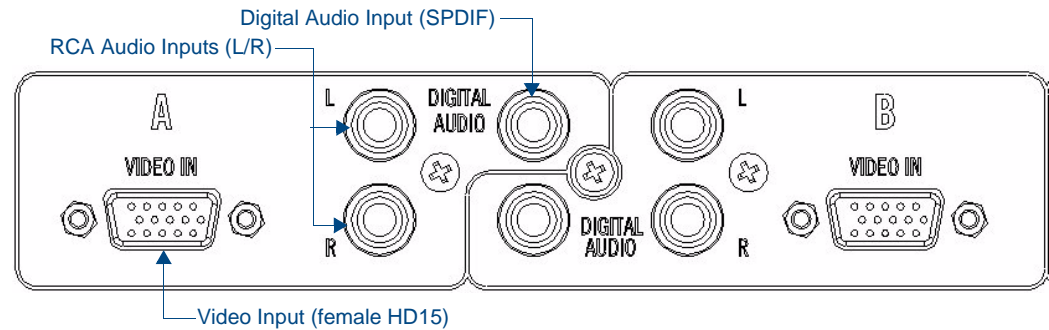 Digital Audio Input (SPDIF)
RCA Audio Inputs (L/R)
A
L
DIGITAL
AUDIO
VIDEO IN
R
Video Input (female HD15)
L
B
VIDEO IN
DIGITAL
AUDIO
R